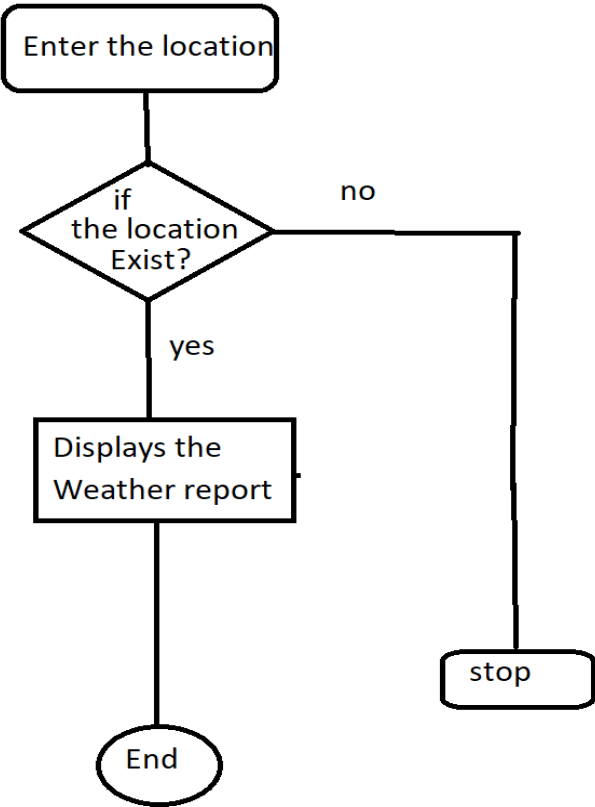 Enter the location
no
if
the location
Exist?
yes
Displays the
Weather report
stop
End